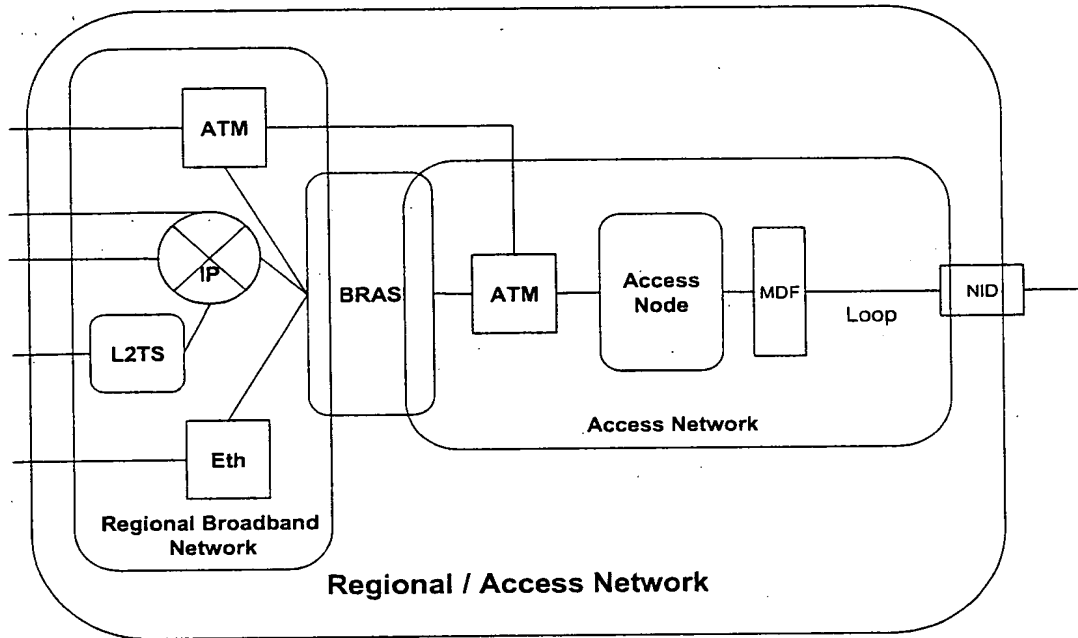 ATM
IP
L2TS
Eth
Regional Broadband
Network
BRAS
ATM
Access
Node
MDF
Loop
NID
Access Network
Regional / Access Network